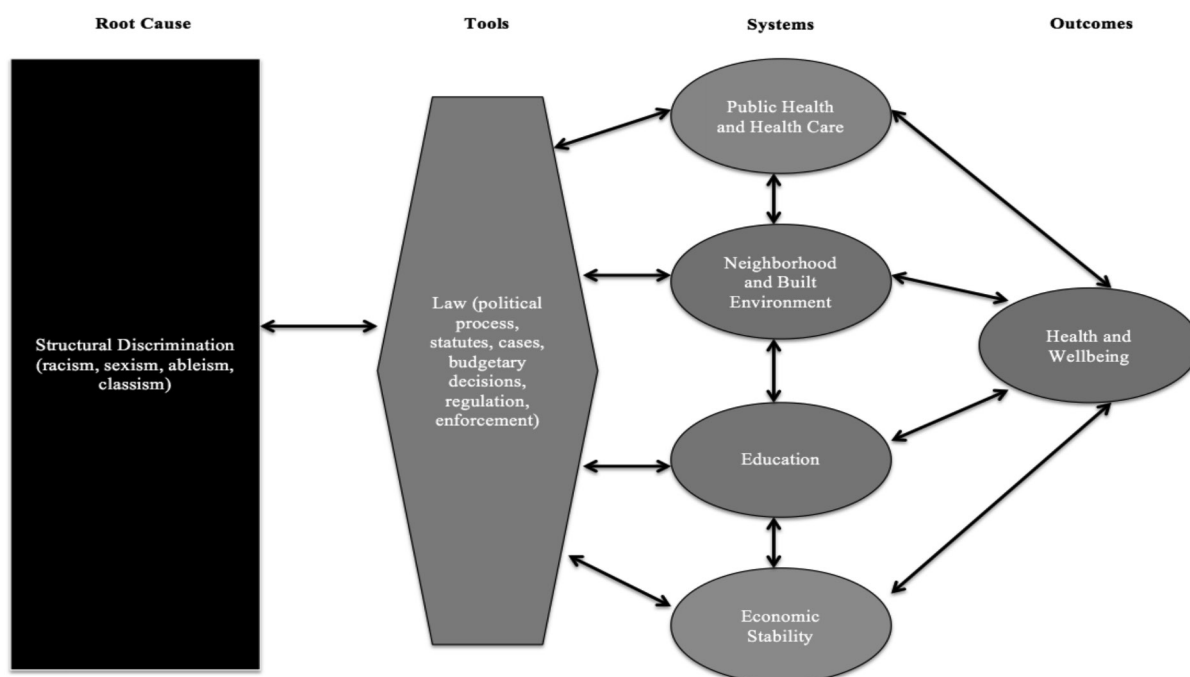 Root Cause
Tools
Systems
Outcomes
Structural Discrimination
(racism, sexism, ableism,
classism)
Law (political
process,
statutes, cases,
budgetary
decisions,
regulation,
enforcement)
Public Health
and Health Care
Neighborhood
and Built
Environment
Education
Economic
Stability
Health and
Wellbeing